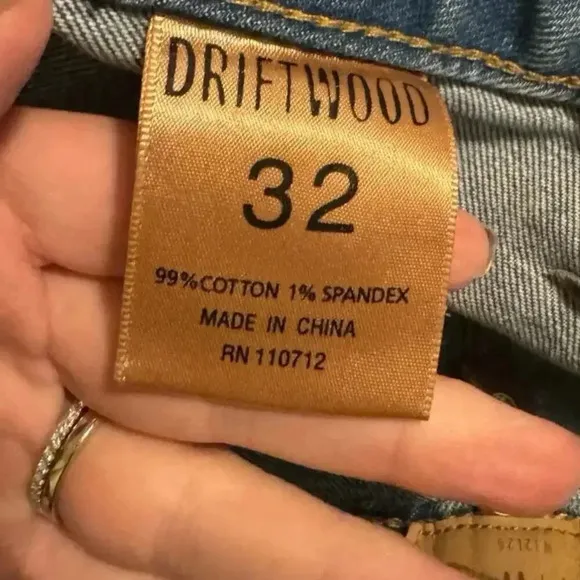 DRIFTWOOD
32
99% COTTON 1% SPANDEX
MADE IN CHINA
RN 110712